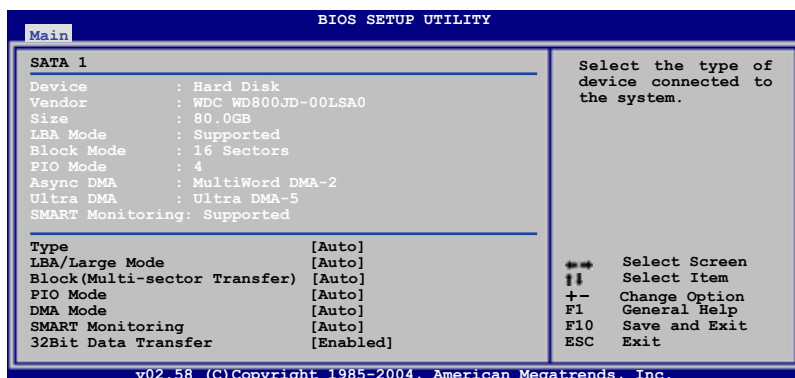 BIOS SETUP UTILITY
Main
SATA 1
Device : Hard Disk
Vendor : WDC WD800JD-00LSA0
Size : 80.0GB
LBA Mode : Supported
Block Mode : 16 Sectors
PIO Mode : 4
Async DMA : MultiWord DMA-2
Ultra DMA : Ultra DMA-5
SMART Monitoring: Supported
Type [Auto]
LBA/Large Mode [Auto]
Block(Multi-sector Transfer) [Auto]
PIO Mode [Auto]
DMA Mode [Auto]
SMART Monitoring [Auto]
32Bit Data Transfer [Enabled]
Select the type of
device connected to
the system.
Select Screen
Select Item
+- Change Option
F1 General Help
F10 Save and Exit
ESC Exit
v02.58 (C)Copyright 1985-2004, American Megatrends, Inc.